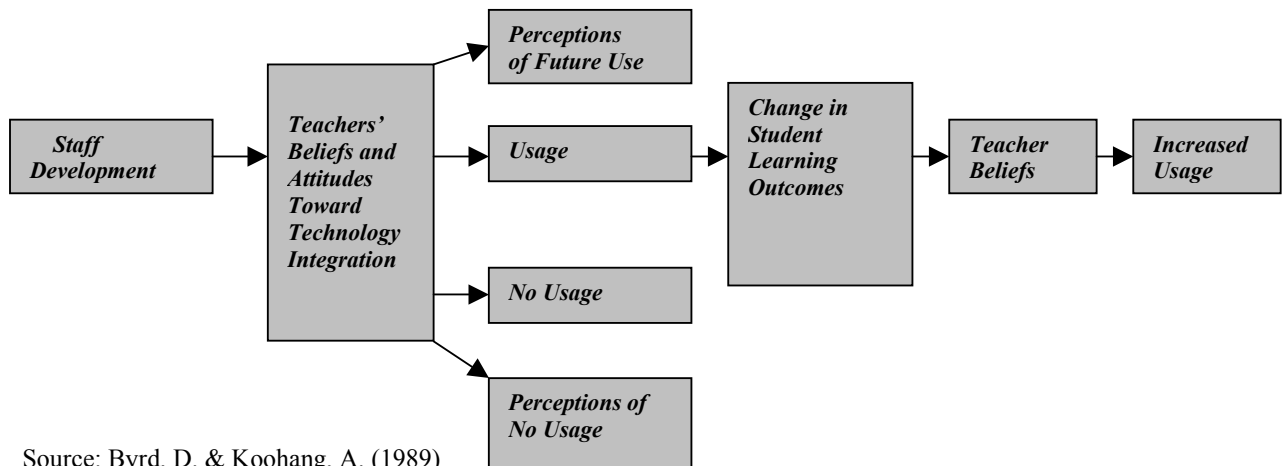 Staff
Development
Teachers’
Beliefs and
Attitudes
Toward
Technology
Integration
Perceptions
of Future Use
Usage
No Usage
Perceptions of
No Usage
Change in
Student
Learning
Outcomes
Teacher
Beliefs
Increased
Usage
Source: Byrd, D. & Koohang, A. (1989)